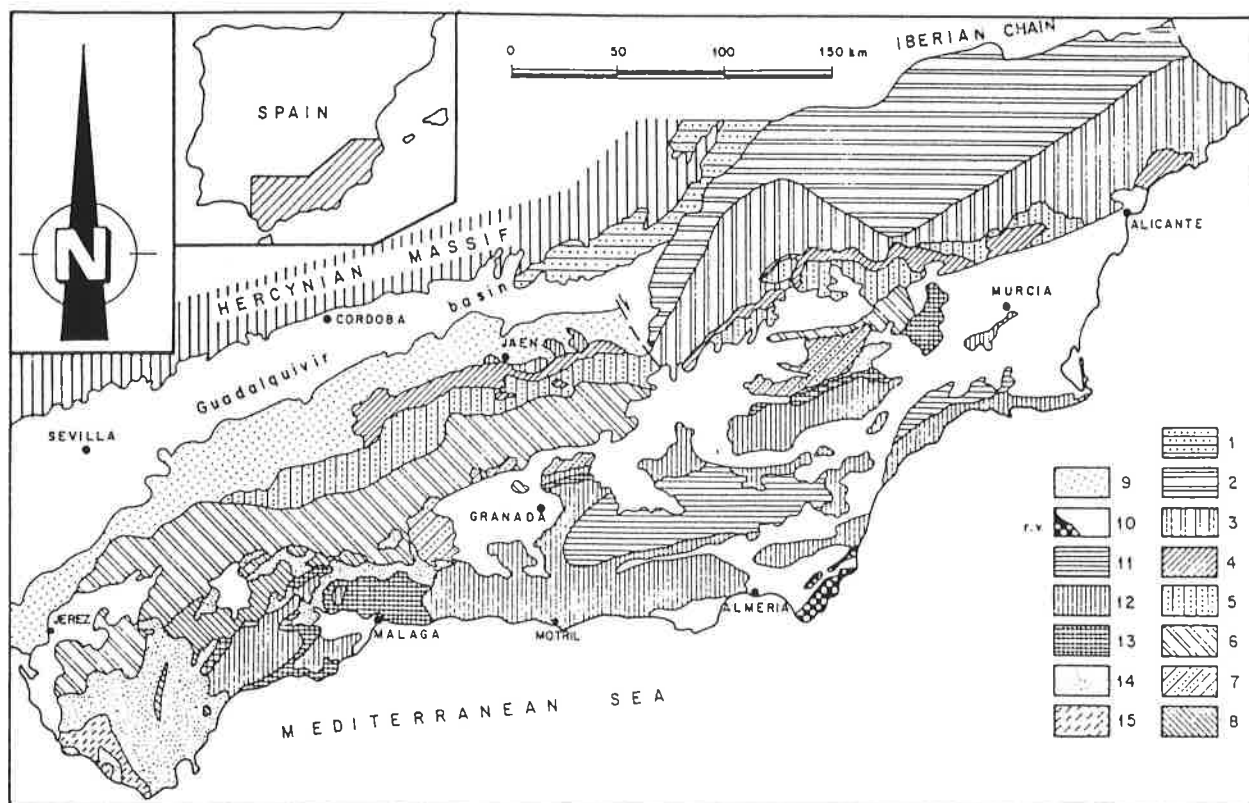 N
SPAIN
0 50 100 150 km
IBERIAN CHAIN
HERCYNIAN MASSIF
CORDOBA
Guadalquivir basin
JAEN
SEVILLA
ALICANTE
MURCIA
GRANADA
JEREZ
MALAGA
MOTRIL
ALMERIA
MEDITERRANEAN SEA
1
9 2
r.v. 10 3
11 4
12 5
13 6
14 7
15 8